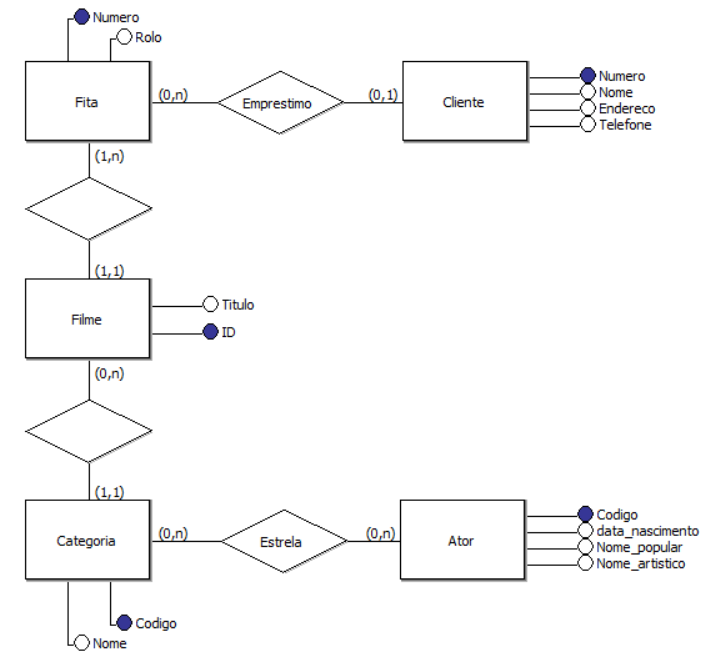 Numero
Rolo
Fita
(0,n)
Emprestimo
(0,1)
Cliente
Numero
Nome
Endereco
Telefone
(1,n)
(1,1)
Filme
Titulo
ID
(0,n)
(1,1)
Categoria
(0,n)
Estrela
(0,n)
Ator
Codigo
data_nascimento
Nome_popular
Nome_artistico
Codigo
Nome